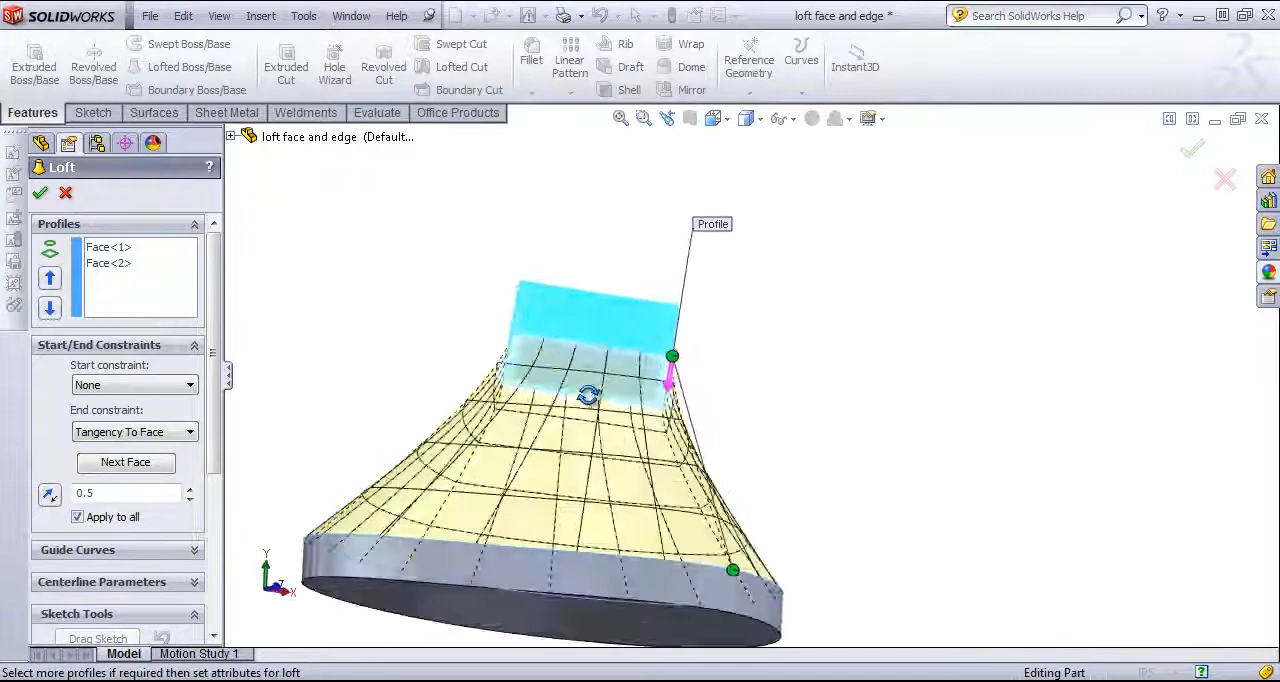 SW SOLIDWORKS File Edit View Insert Tools Window Help loft face and edge * Search SolidWorks Help
Extruded Boss/Base
Revolved Boss/Base
Swept Boss/Base
Lofted Boss/Base
Boundary Boss/Base
Extruded Cut
Hole Wizard
Revolved Cut
Swept Cut
Lofted Cut
Boundary Cut
Fillet
Linear Pattern
Rib
Draft
Shell
Wrap
Dome
Mirror
Reference Geometry
Curves
Instant3D
Features Sketch Surfaces Sheet Metal Weldments Evaluate Office Products
loft face and edge (Default...
Loft ?
Profiles
Face<1>
Face<2>
Profile
Start/End Constraints
Start constraint:
None
End constraint:
Tangency To Face
Next Face
0.5
Apply to all
Guide Curves
Centerline Parameters
Sketch Tools
Drag Sketch
Y
Z
X
Model Motion Study 1
Select more profiles if required then set attributes for loft Editing Part IPS